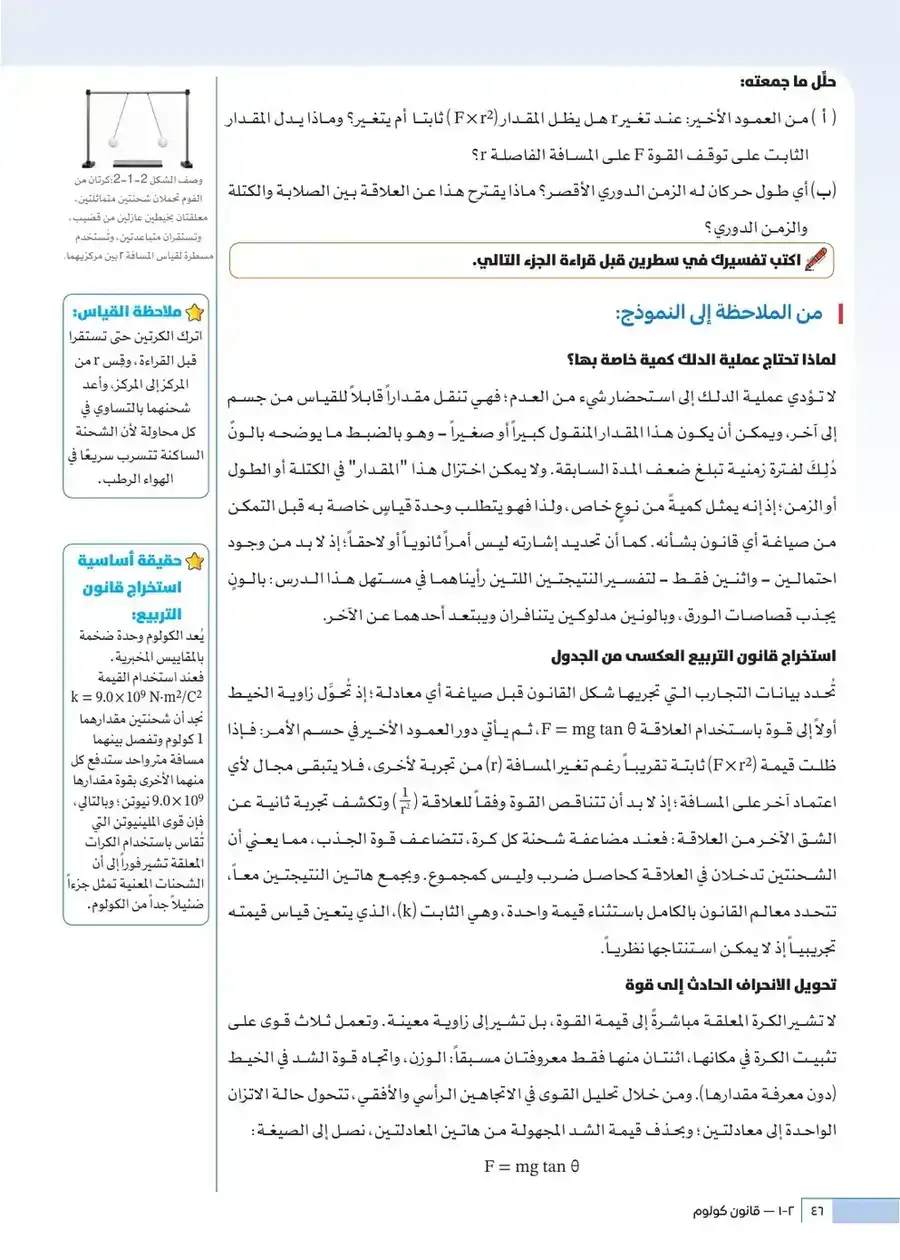 حلّل ما جمعته:
( أ ) من العمود الأخير: عند تغير r هل يظل المقدار (F×r²) ثابتا أم يتغير؟ وماذا يدل المقدار
الثابت على توقف القوة F على المسافة الفاصلة r؟
(ب) أي طول حر كان له الزمن الدوري الأقصر؟ ماذا يقترح هذا عن العلاقة بين الصلابة والكتلة
والزمن الدوري؟
اكتب تفسيرك في سطرين قبل قراءة الجزء التالي.
من الملاحظة إلى النموذج:
لماذا تحتاج عملية الدلك كمية خاصة بها؟
لا تؤدي عملية الدلك إلى استحضار شيء من العدم؛ فهي تنقل مقداراً قابلاً للقياس من جسم
إلى آخر، ويمكن أن يكون هذا المقدار المنقول كبيراً أو صغيراً – وهو بالضبط ما يوضحه بالونٌ
دُلِكَ لفترة زمنية تبلغ ضعف المدة السابقة. ولا يمكن اختزال هذا "المقدار" في الكتلة أو الطول
أو الزمن؛ إذ إنه يمثل كميةً من نوعٍ خاص، ولذا فهو يتطلب وحدة قياسٍ خاصة به قبل التمكن
من صياغة أي قانون بشأنه. كما أن تحديد إشارته ليس أمراً ثانوياً أو لاحقاً؛ إذ لا بد من وجود
احتمالين – واثنين فقط – لتفسير النتيجتين اللتين رأيناهما في مستهل هذا الدرس: بالونٍ
يجذب قصاصات الورق، وبالونين مدلوكين يتنافران ويبتعد أحدهما عن الآخر.
استخراج قانون التربيع العكسي من الجدول
تُحدد بيانات التجارب التي تجريها شكل القانون قبل صياغة أي معادلة؛ إذ تُحوَّل زاوية الخيط
أولاً إلى قوة باستخدام العلاقة F = mg tan θ، ثم يأتي دور العمود الأخير في حسم الأمر: فإذا
ظلت قيمة (F×r²) ثابتة تقريباً رغم تغير المسافة (r) من تجربة لأخرى، فلا يتبقى مجال لأي
اعتماد آخر على المسافة؛ إذ لا بد أن تتناقص القوة وفقاً للعلاقة (1/r²) وتكشف تجربة ثانية عن
الشق الآخر من العلاقة: فعند مضاعفة شحنة كل كرة، تتضاعف قوة الجذب، مما يعني أن
الشحنتين تدخلان في العلاقة كحاصل ضرب وليس كمجموع. وبجمع هاتين النتيجتين معاً،
تتحدد معالم القانون بالكامل باستثناء قيمة واحدة، وهي الثابت (k)، الذي يتعين قياس قيمته
تجريبياً إذ لا يمكن استنتاجها نظرياً.
تحويل الانحراف الحادث إلى قوة
لا تشير الكرة المعلقة مباشرةً إلى قيمة القوة، بل تشير إلى زاوية معينة. وتعمل ثلاث قوى على
تثبيت الكرة في مكانها، اثنتان منها فقط معروفتان مسبقاً: الوزن، واتجاه قوة الشد في الخيط
(دون معرفة مقدارها). ومن خلال تحليل القوى في الاتجاهين الرأسي والأفقي، تتحول حالة الاتزان
الواحدة إلى معادلتين؛ وبحذف قيمة الشد المجهولة من هاتين المعادلتين، نصل إلى الصيغة:
F = mg tan θ
وصف الشكل 2-1-2: كرتان من
الفوم تحملان شحنتين متماثلتين،
معلقتان بخيطين عازلين من قضيب،
وتستقران متباعدتين، وتُستخدم
مسطرة لقياس المسافة r بين مركزيهما.
ملاحظة القياس:
اترك الكرتين حتى تستقرا
قبل القراءة، وقِس r من
المركز إلى المركز، وأعد
شحنهما بالتساوي في
كل محاولة لأن الشحنة
الساكنة تتسرب سريعًا في
الهواء الرطب.
حقيقة أساسية
استخراج قانون
التربيع:
يُعد الكولوم وحدة ضخمة
بالمقاييس المخبرية.
فعند استخدام القيمة
k = 9.0×10⁹ N·m²/C²
نجد أن شحنتين مقدارهما
1 كولوم وتفصل بينهما
مسافة متر واحد ستدفع كل
منهما الأخرى بقوة مقدارها
9.0×10⁹ نيوتن؛ وبالتالي،
فإن قوى الملينيوتن التي
تُقاس باستخدام الكرات
المعلقة تشير فوراً إلى أن
الشحنات المعنية تمثل جزءاً
ضئيلاً جداً من الكولوم.
٤٦
٢-١ – قانون كولوم